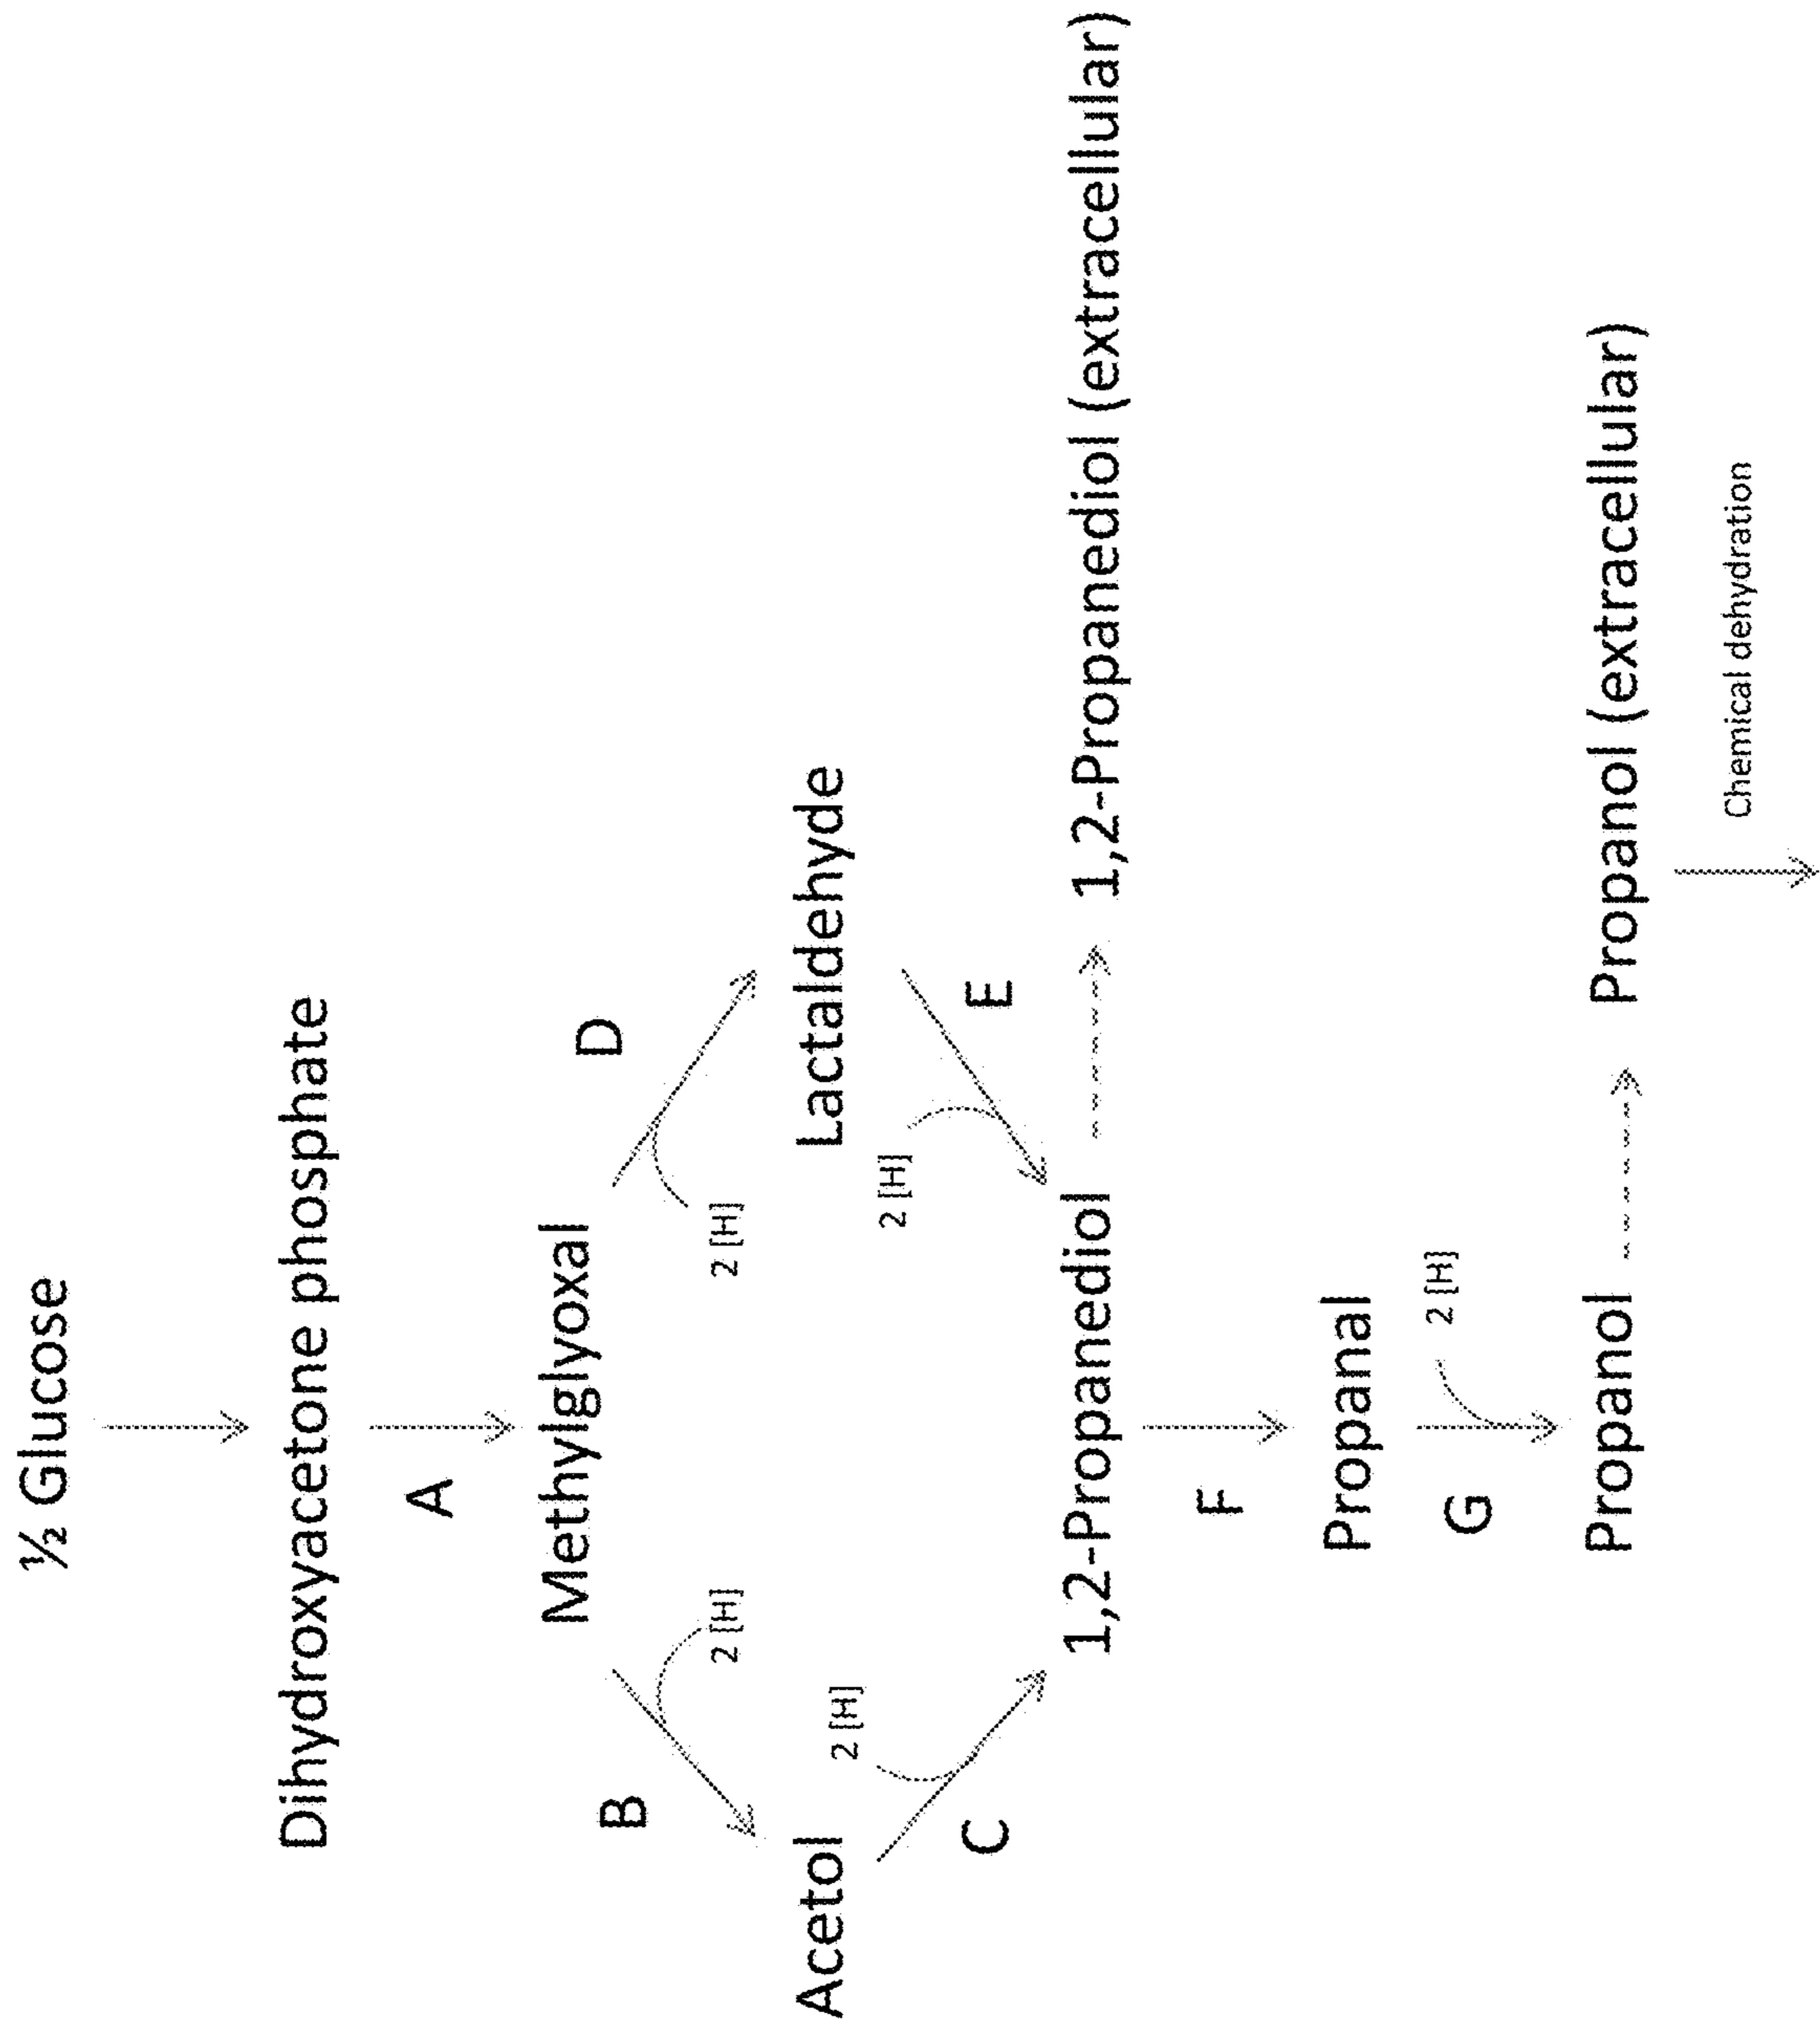 ½ Glucose
Dihydroxyacetone phosphate
A
Methylglyoxal
B
2 [H]
2 [H]
D
Acetol
2 [H]
2 [H]
Lactaldehyde
C
E
1,2-Propanediol
1,2-Propanediol (extracellular)
F
Propanal
G
2 [H]
Propanol
Propanol (extracellular)
Chemical dehydration